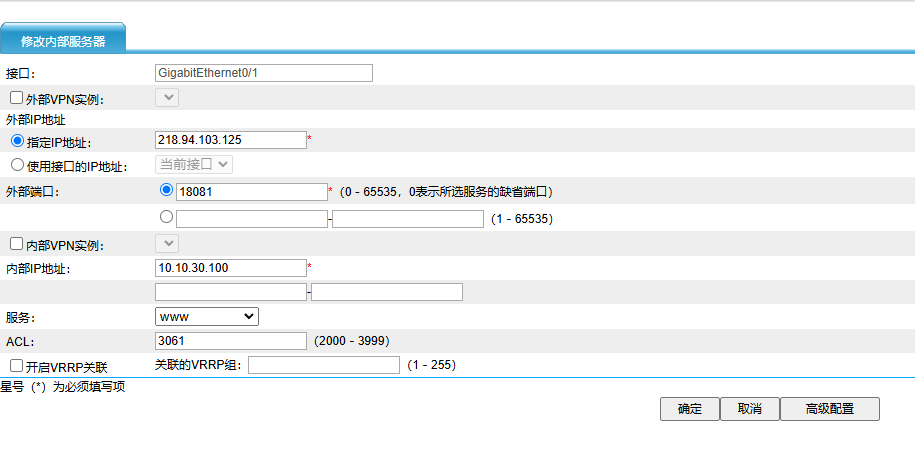 修改内部服务器
接口： GigabitEthernet0/1
外部VPN实例：
外部IP地址
指定IP地址： 218.94.103.125 *
使用接口的IP地址： 当前接口
外部端口： 18081 *（0 - 65535，0表示所选服务的缺省端口）
-（1 - 65535）
内部VPN实例：
内部IP地址： 10.10.30.100 *
-
服务： www
ACL： 3061（2000 - 3999）
开启VRRP关联 关联的VRRP组：（1 - 255）
星号（*）为必须填写项
确定 取消 高级配置